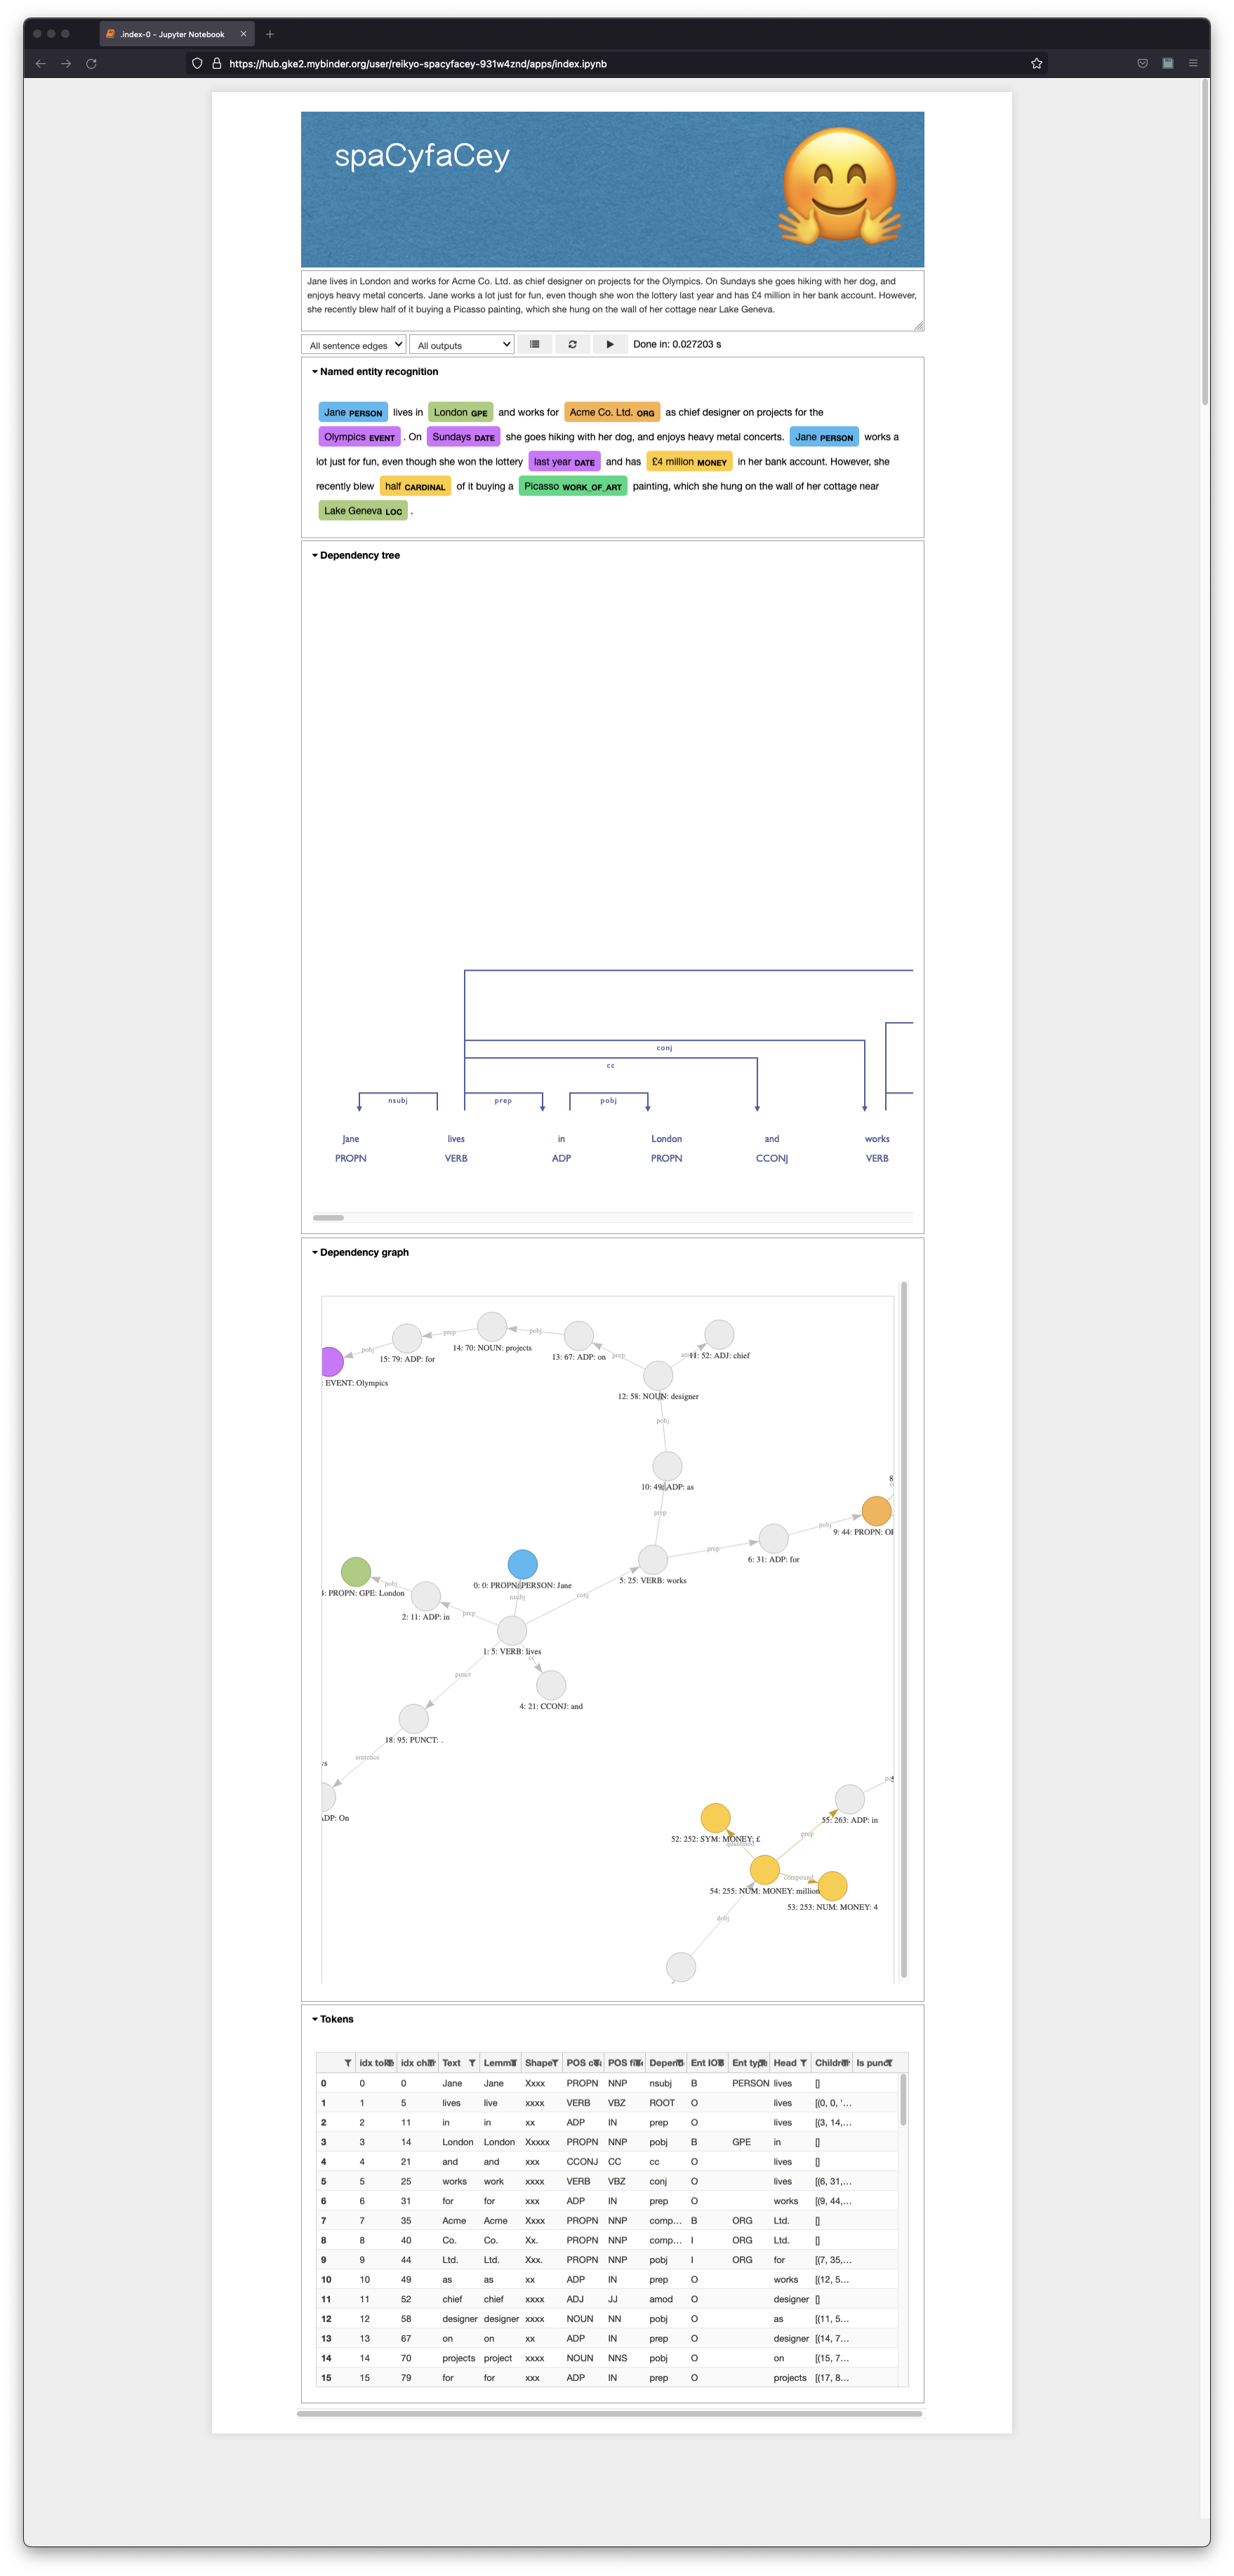 .index-0 - Jupyter Notebook
https://hub.gke2.mybinder.org/user/reikyo-spacyfacey-931w4znd/apps/index.ipynb
spaCyfaCey
Jane lives in London and works for Acme Co. Ltd. as chief designer on projects for the Olympics. On Sundays she goes hiking with her dog, and
enjoys heavy metal concerts. Jane works a lot just for fun, even though she won the lottery last year and has £4 million in her bank account. However,
she recently blew half of it buying a Picasso painting, which she hung on the wall of her cottage near Lake Geneva.
All sentence edges All outputs Done in: 0.027203 s
Named entity recognition
Jane PERSON lives in London GPE and works for Acme Co. Ltd. ORG as chief designer on projects for the
Olympics EVENT . On Sundays DATE she goes hiking with her dog, and enjoys heavy metal concerts. Jane PERSON works a
lot just for fun, even though she won the lottery last year DATE and has £4 million MONEY in her bank account. However, she
recently blew half CARDINAL of it buying a Picasso WORK_OF_ART painting, which she hung on the wall of her cottage near
Lake Geneva LOC .
Dependency tree
conj
cc
nsubj prep pobj
Jane lives in London and works
PROPN VERB ADP PROPN CCONJ VERB
Dependency graph
prep pobj
14: 70: NOUN: projects
pobj 15: 79: ADP: for
13: 67: ADP: on prep 11: 52: ADJ: chief
: EVENT: Olympics
12: 58: NOUN: designer
pobj
10: 49: ADP: as
prep
pobj
9: 44: PROPN:
prep
6: 31: ADP: for
5: 25: VERB: works
pobj
0: 0: PROPN: PERSON: Jane
: PROPN: GPE: London
nsubj conj
2: 11: ADP: in prep
1: 5: VERB: lives
cc
punct
4: 21: CCONJ: and
18: 95: PUNCT: .
sentence
ADP: On
55: 263: ADP: in
prep
52: 252: SYM: MONEY: £
quantmod
compound
54: 255: NUM: MONEY: million
53: 253: NUM: MONEY: 4
dobj
Tokens
idx Text Shape Head Is punct
0 0 0 Jane Jane Xxxx PROPN NNP nsubj B PERSON lives []
1 1 5 lives live xxxx VERB VBZ ROOT O lives [(0, 0, '...
2 2 11 in in xx ADP IN prep O lives [(3, 14,...
3 3 14 London London Xxxxx PROPN NNP pobj B GPE in []
4 4 21 and and xxx CCONJ CC cc O lives []
5 5 25 works work xxxx VERB VBZ conj O lives [(6, 31,...
6 6 31 for for xxx ADP IN prep O works [(9, 44,...
7 7 35 Acme Acme Xxxx PROPN NNP comp... B ORG Ltd. []
8 8 40 Co. Co. Xx. PROPN NNP comp... I ORG Ltd. []
9 9 44 Ltd. Ltd. Xxx. PROPN NNP pobj I ORG for [(7, 35,...
10 10 49 as as xx ADP IN prep O works [(12, 5...
11 11 52 chief chief xxxx ADJ JJ amod O designer []
12 12 58 designer designer xxxx NOUN NN pobj O as [(11, 5...
13 13 67 on on xx ADP IN prep O designer [(14, 7...
14 14 70 projects project xxxx NOUN NNS pobj O on [(15, 7...
15 15 79 for for xxx ADP IN prep O projects [(17, 8...